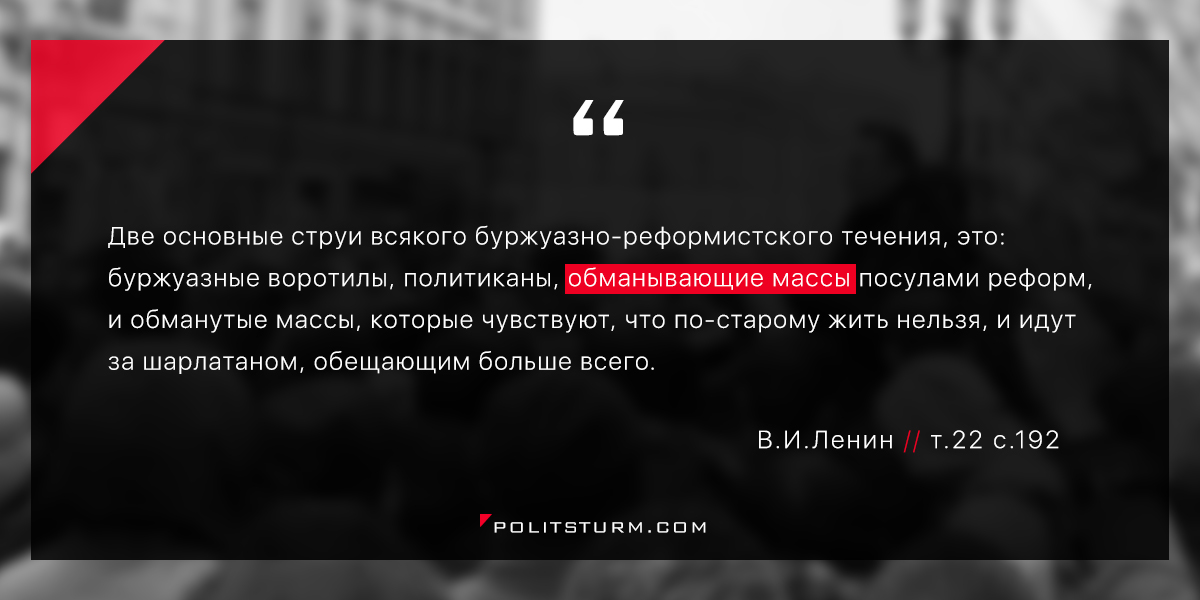 “
Две основные струи всякого буржуазно-реформистского течения, это:
буржуазные воротилы, политиканы, обманывающие массы посулами реформ,
и обманутые массы, которые чувствуют, что по-старому жить нельзя, и идут
за шарлатаном, обещающим больше всего.
В.И.Ленин // т.22 с.192
POLITSTURM.COM